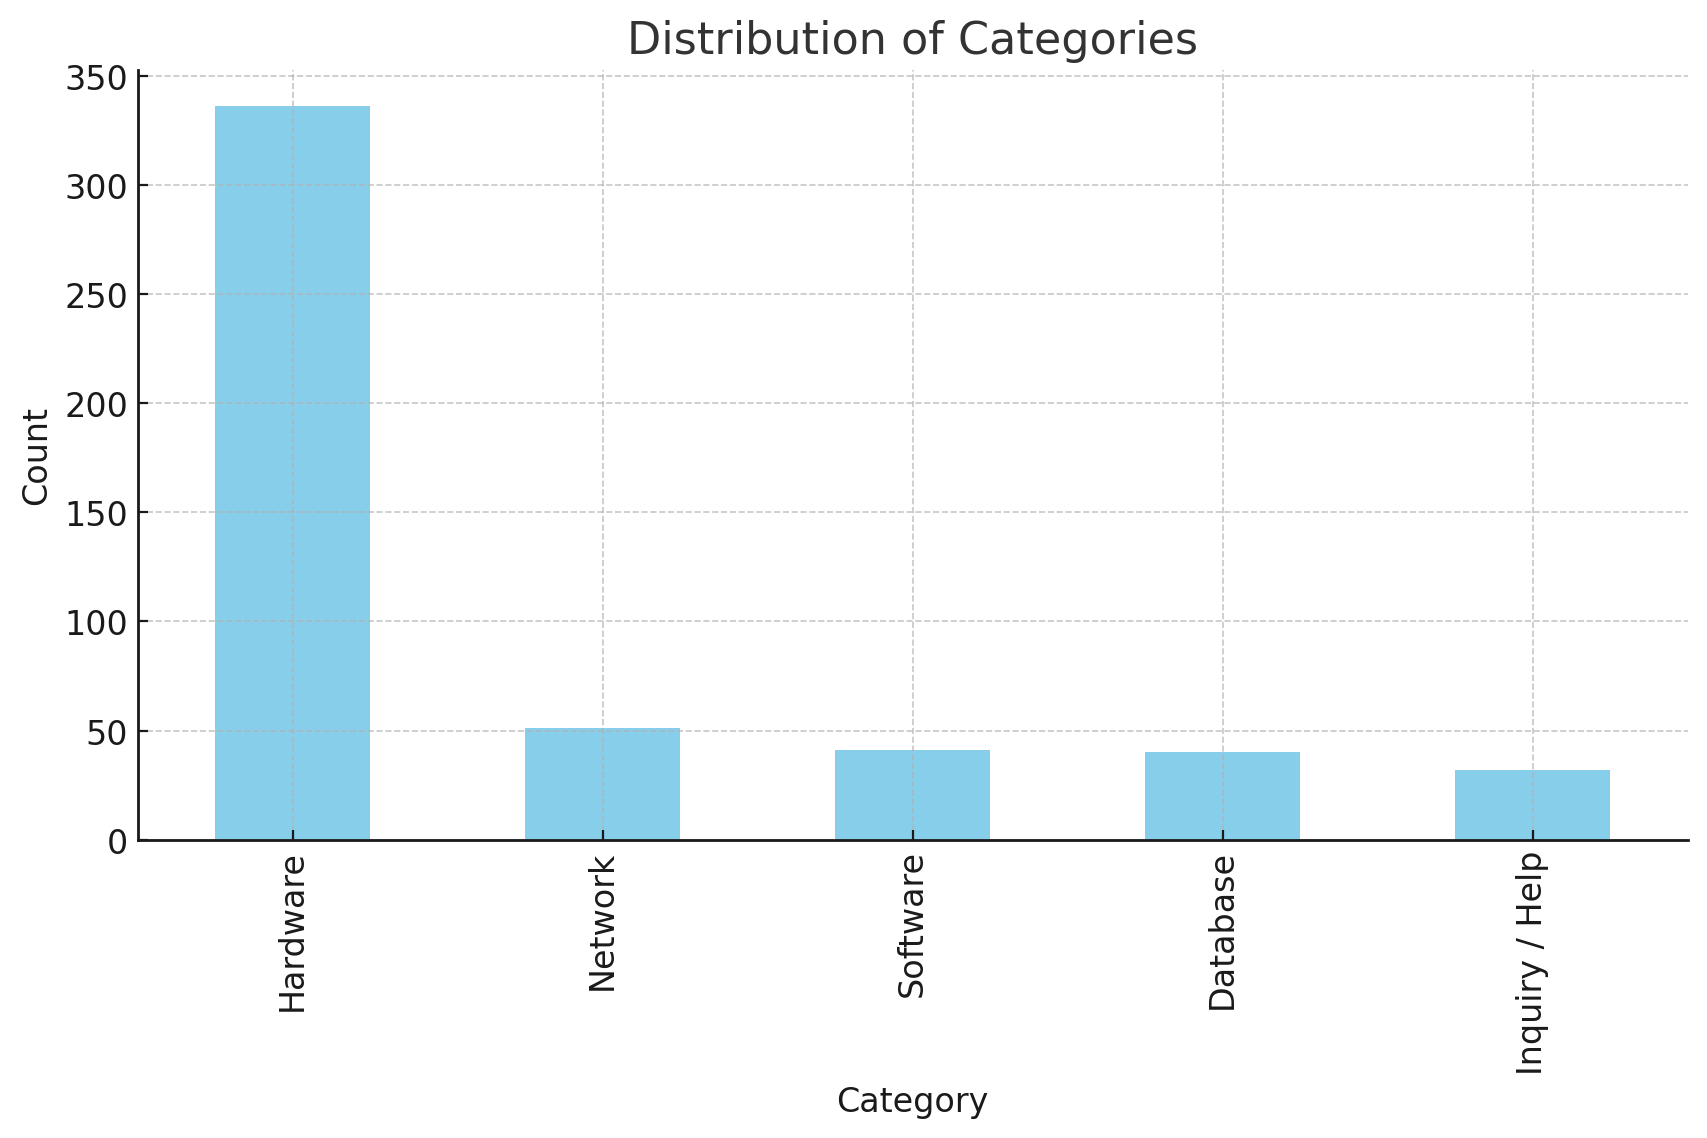 Distribution of Categories
350
300
250
200
150
100
50
0
Count
Hardware
Network
Software
Database
Inquiry / Help
Category